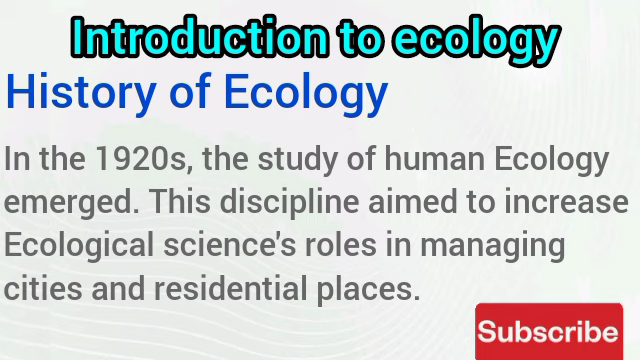 Introduction to ecology
History of Ecology
In the 1920s, the study of human Ecology
emerged. This discipline aimed to increase
Ecological science's roles in managing
cities and residential places.
Subscribe